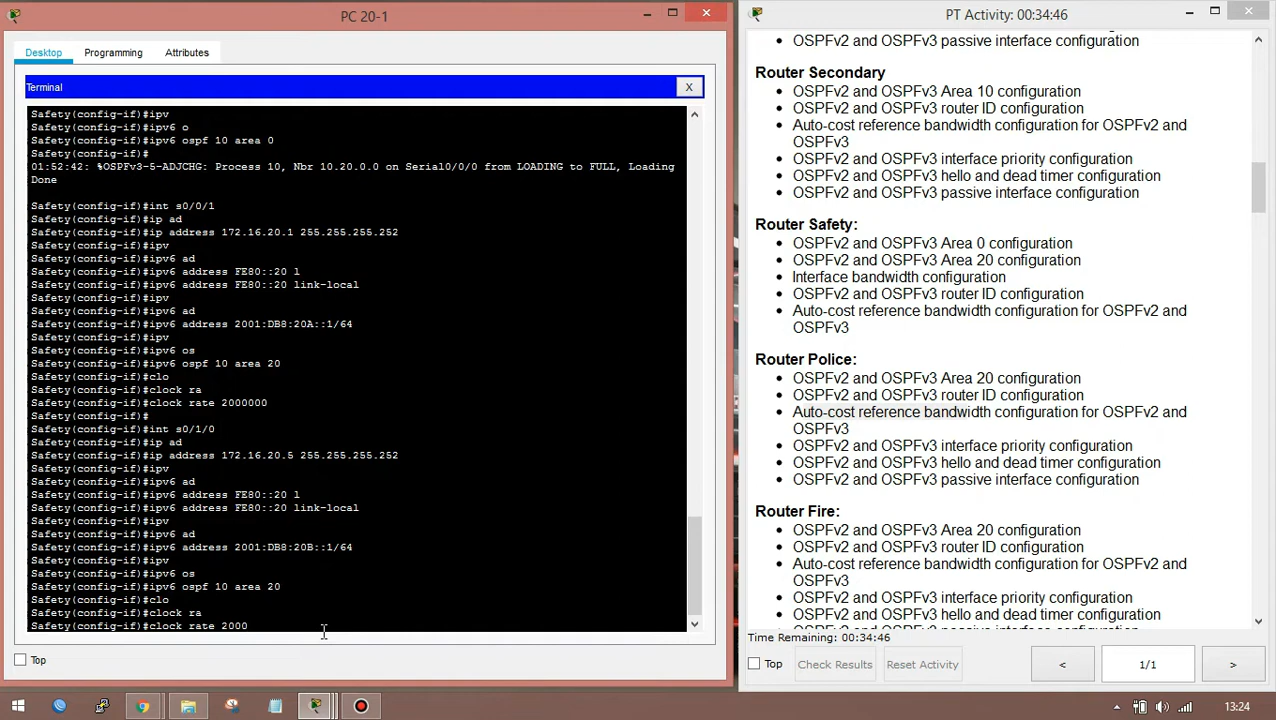 PC 20-1
Desktop
Programming
Attributes
Terminal
X
Safety(config-if)#ipv
Safety(config-if)#ipv6 o
Safety(config-if)#ipv6 ospf 10 area 0
Safety(config-if)#
01:52:42: %OSPFv3-5-ADJCHG: Process 10, Nbr 10.20.0.0 on Serial0/0/0 from LOADING to FULL, Loading
Done
Safety(config-if)#int s0/0/1
Safety(config-if)#ip ad
Safety(config-if)#ip address 172.16.20.1 255.255.255.252
Safety(config-if)#ipv
Safety(config-if)#ipv6 ad
Safety(config-if)#ipv6 address FE80::20 l
Safety(config-if)#ipv6 address FE80::20 link-local
Safety(config-if)#ipv
Safety(config-if)#ipv6 ad
Safety(config-if)#ipv6 address 2001:DB8:20A::1/64
Safety(config-if)#ipv
Safety(config-if)#ipv6 os
Safety(config-if)#ipv6 ospf 10 area 20
Safety(config-if)#clo
Safety(config-if)#clock ra
Safety(config-if)#clock rate 2000000
Safety(config-if)#
Safety(config-if)#int s0/1/0
Safety(config-if)#ip ad
Safety(config-if)#ip address 172.16.20.5 255.255.255.252
Safety(config-if)#ipv
Safety(config-if)#ipv6 ad
Safety(config-if)#ipv6 address FE80::20 l
Safety(config-if)#ipv6 address FE80::20 link-local
Safety(config-if)#ipv
Safety(config-if)#ipv6 ad
Safety(config-if)#ipv6 address 2001:DB8:20B::1/64
Safety(config-if)#ipv
Safety(config-if)#ipv6 os
Safety(config-if)#ipv6 ospf 10 area 20
Safety(config-if)#clo
Safety(config-if)#clock ra
Safety(config-if)#clock rate 2000
Top
PT Activity: 00:34:46
• OSPFv2 and OSPFv3 passive interface configuration
Router Secondary
• OSPFv2 and OSPFv3 Area 10 configuration
• OSPFv2 and OSPFv3 router ID configuration
• Auto-cost reference bandwidth configuration for OSPFv2 and
OSPFv3
• OSPFv2 and OSPFv3 interface priority configuration
• OSPFv2 and OSPFv3 hello and dead timer configuration
• OSPFv2 and OSPFv3 passive interface configuration
Router Safety:
• OSPFv2 and OSPFv3 Area 0 configuration
• OSPFv2 and OSPFv3 Area 20 configuration
• Interface bandwidth configuration
• OSPFv2 and OSPFv3 router ID configuration
• Auto-cost reference bandwidth configuration for OSPFv2 and
OSPFv3
Router Police:
• OSPFv2 and OSPFv3 Area 20 configuration
• OSPFv2 and OSPFv3 router ID configuration
• Auto-cost reference bandwidth configuration for OSPFv2 and
OSPFv3
• OSPFv2 and OSPFv3 interface priority configuration
• OSPFv2 and OSPFv3 hello and dead timer configuration
• OSPFv2 and OSPFv3 passive interface configuration
Router Fire:
• OSPFv2 and OSPFv3 Area 20 configuration
• OSPFv2 and OSPFv3 router ID configuration
• Auto-cost reference bandwidth configuration for OSPFv2 and
OSPFv3
• OSPFv2 and OSPFv3 interface priority configuration
• OSPFv2 and OSPFv3 hello and dead timer configuration
Time Remaining: 00:34:46
Top
Check Results
Reset Activity
<
1/1
>
13:24